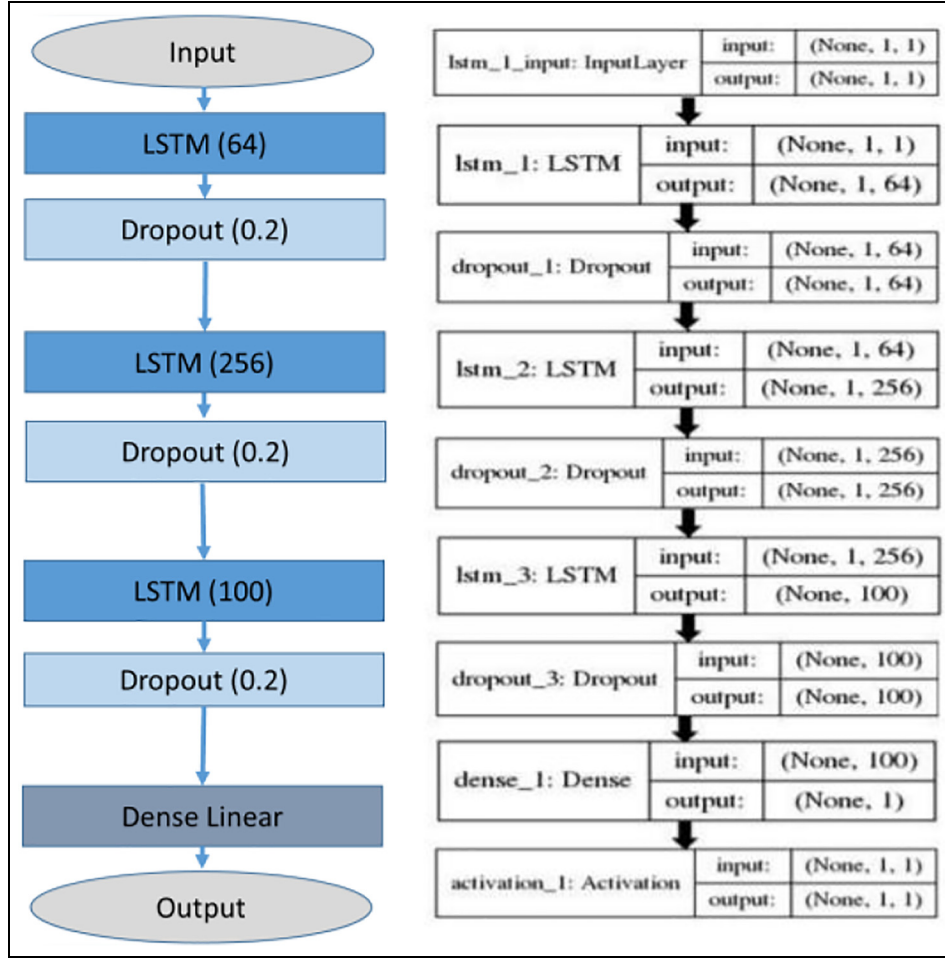 Input
LSTM (64)
Dropout (0.2)
LSTM (256)
Dropout (0.2)
LSTM (100)
Dropout (0.2)
Dense Linear
Output
lstm_1_input: InputLayer
input: (None, 1, 1)
output: (None, 1, 1)
lstm_1: LSTM
input: (None, 1, 1)
output: (None, 1, 64)
dropout_1: Dropout
input: (None, 1, 64)
output: (None, 1, 64)
lstm_2: LSTM
input: (None, 1, 64)
output: (None, 1, 256)
dropout_2: Dropout
input: (None, 1, 256)
output: (None, 1, 256)
lstm_3: LSTM
input: (None, 1, 256)
output: (None, 100)
dropout_3: Dropout
input: (None, 100)
output: (None, 100)
dense_1: Dense
input: (None, 100)
output: (None, 1)
activation_1: Activation
input: (None, 1, 1)
output: (None, 1, 1)